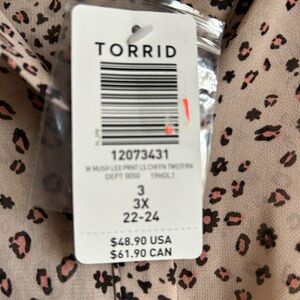 TORRID
12073431
W MUSH LEO PRNT LS CHFFN TWSTFRN
DEPT 0050 19HOL1
3
3X
22-24
$48.90 USA
$61.90 CAN